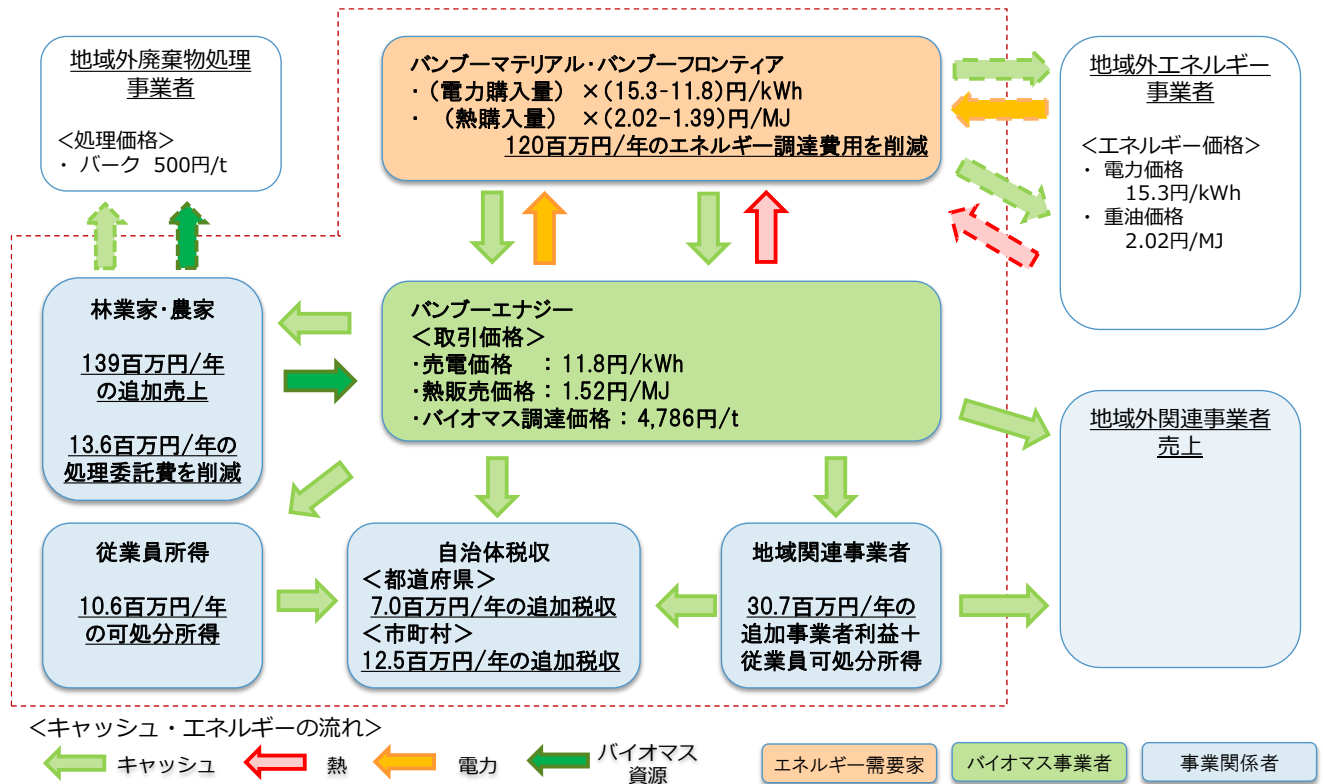 地域外廃棄物処理
事業者
＜処理価格＞
・ バーク 500円/t
バンブーマテリアル・バンブーフロンティア
・（電力購入量）×(15.3-11.8)円/kWh
・（熱購入量）×(2.02-1.39)円/MJ
120百万円/年のエネルギー調達費用を削減
地域外エネルギー
事業者
＜エネルギー価格＞
・ 電力価格
15.3円/kWh
・ 重油価格
2.02円/MJ
林業家・農家
139百万円/年
の追加売上
13.6百万円/年の
処理委託費を削減
バンブーエナジー
＜取引価格＞
・売電価格 ： 11.8円/kWh
・熱販売価格 ： 1.52円/MJ
・バイオマス調達価格 ： 4,786円/t
地域外関連事業者
売上
従業員所得
10.6百万円/年
の可処分所得
自治体税収
＜都道府県＞
7.0百万円/年の追加税収
＜市町村＞
12.5百万円/年の追加税収
地域関連事業者
30.7百万円/年の
追加事業者利益＋
従業員可処分所得
＜キャッシュ・エネルギーの流れ＞
キャッシュ
熱
電力
バイオマス
資源
エネルギー需要家
バイオマス事業者
事業関係者